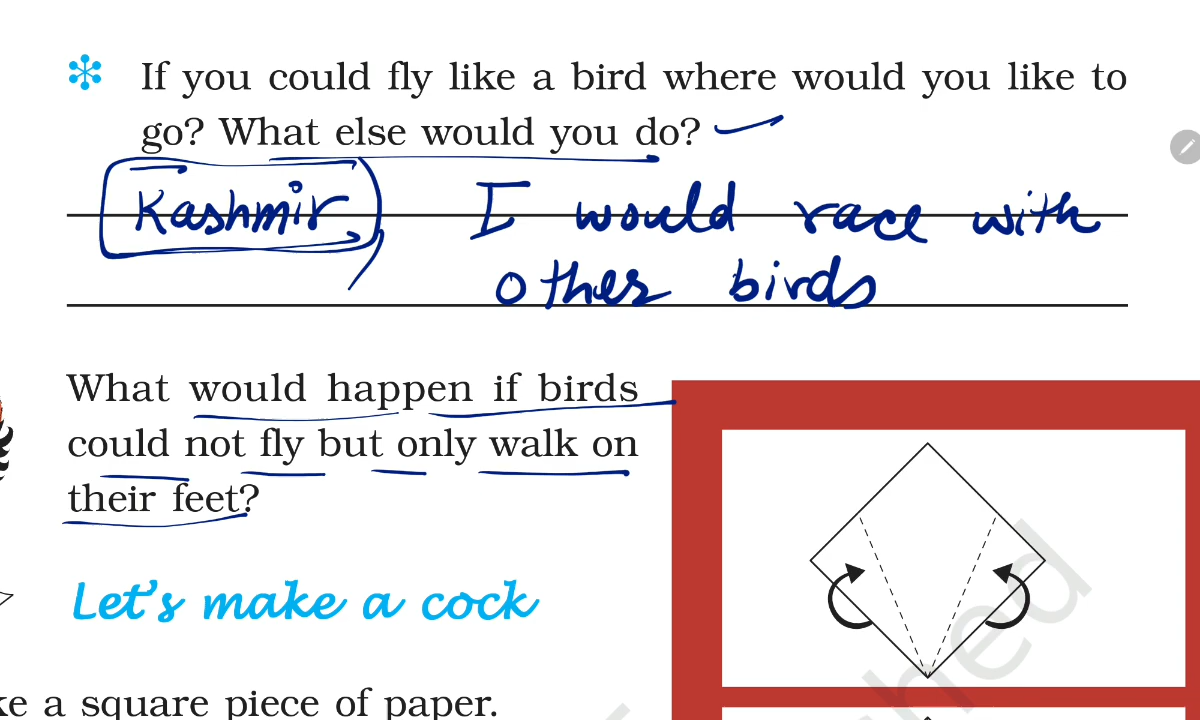 If you could fly like a bird where would you like to
go? What else would you do?
Kashmir I would race with
other birds
What would happen if birds
could not fly but only walk on
their feet?
Let's make a cock
ke a square piece of paper.
hed